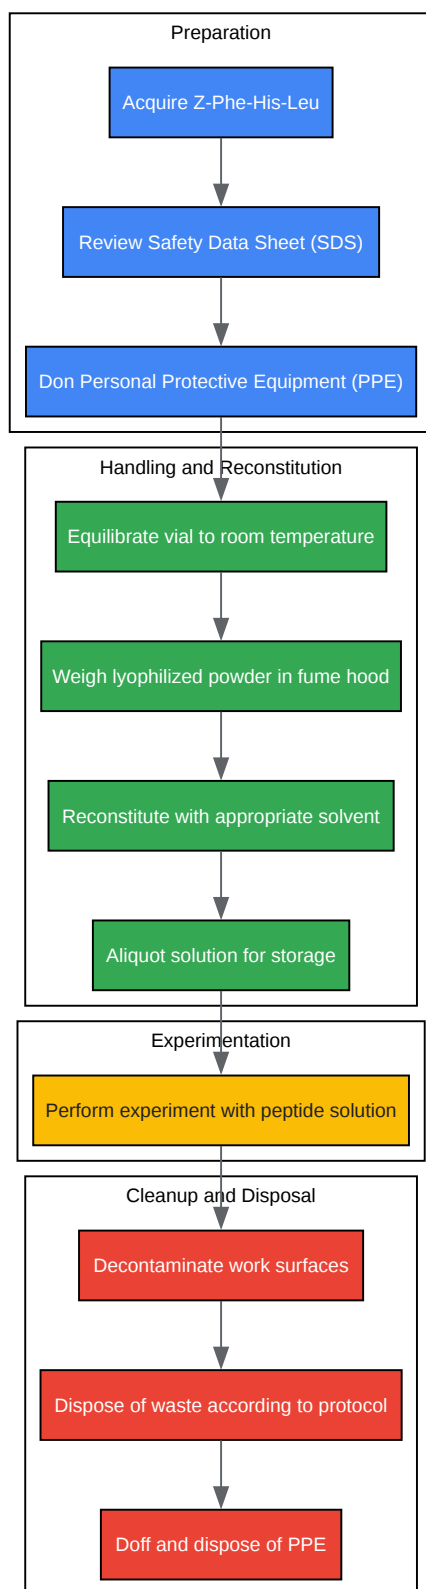 Preparation
Acquire Z-Phe-His-Leu
Review Safety Data Sheet (SDS)
Don Personal Protective Equipment (PPE)
Handling and Reconstitution
Equilibrate vial to room temperature
Weigh lyophilized powder in fume hood
Reconstitute with appropriate solvent
Aliquot solution for storage
Experimentation
Perform experiment with peptide solution
Cleanup and Disposal
Decontaminate work surfaces
Dispose of waste according to protocol
Doff and dispose of PPE